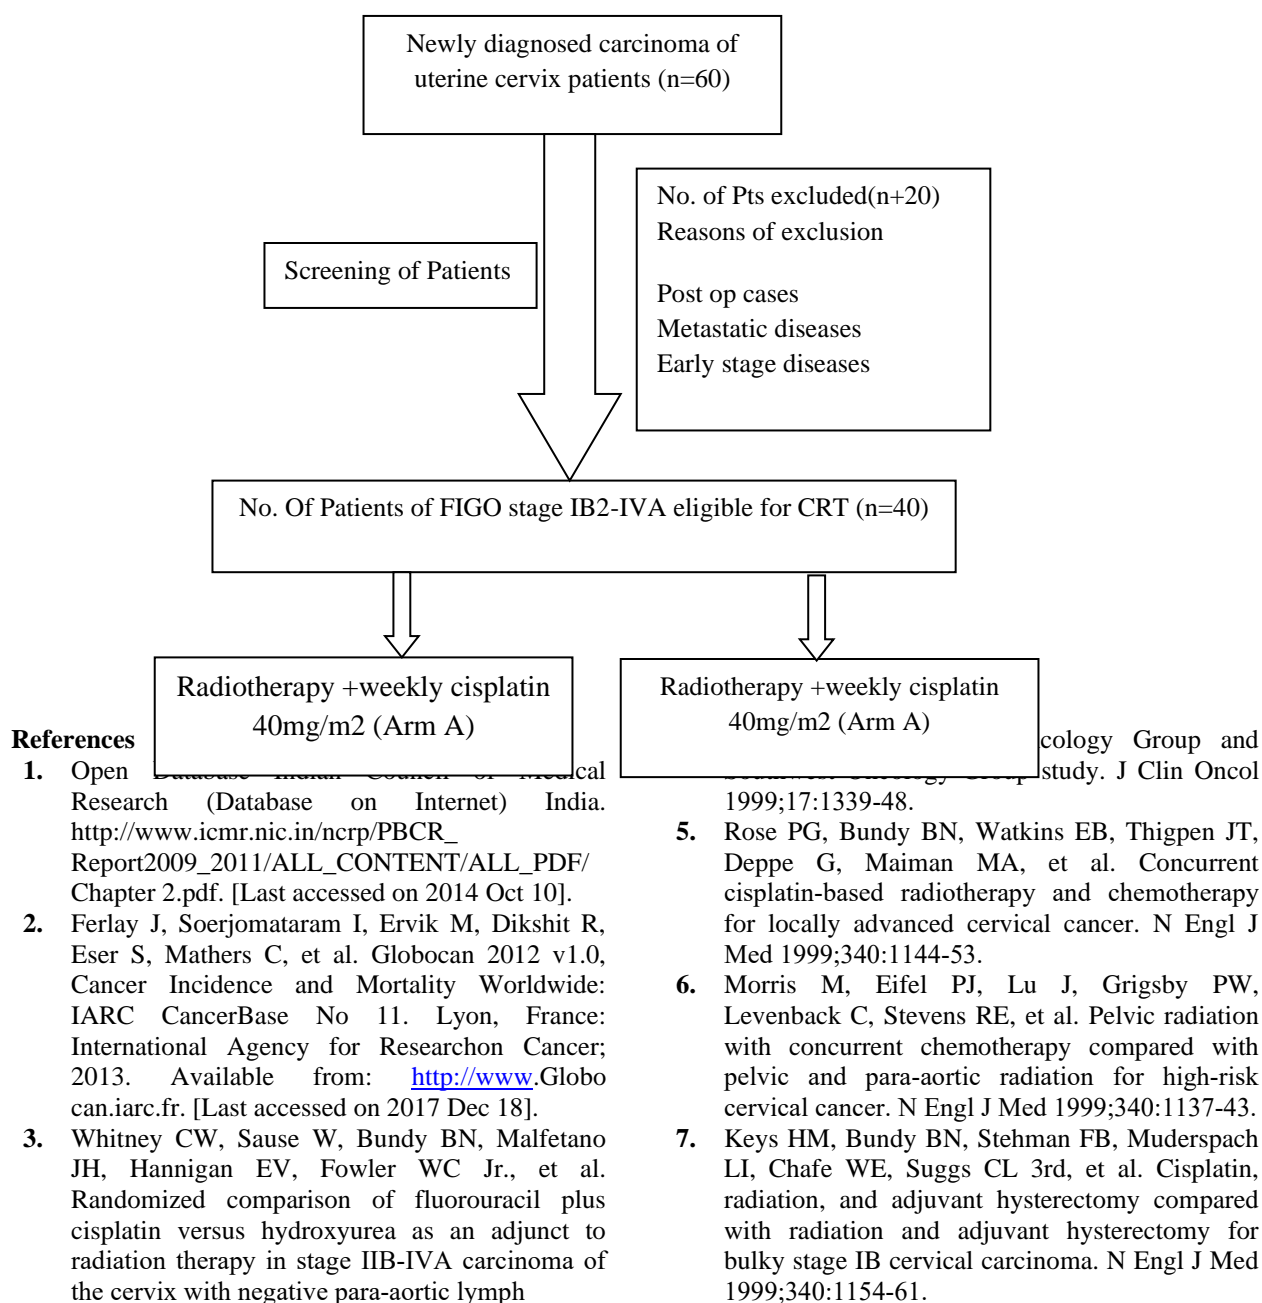 Newly diagnosed carcinoma of
uterine cervix patients (n=60)
No. of Pts excluded(n+20)
Reasons of exclusion
Post op cases
Metastatic diseases
Early stage diseases
Screening of Patients
No. Of Patients of FIGO stage IB2-IVA eligible for CRT (n=40)
Radiotherapy +weekly cisplatin
40mg/m2 (Arm A)
Radiotherapy +weekly cisplatin
40mg/m2 (Arm A)
References
1. Open Database Indian Council of Medical
Research (Database on Internet) India.
http://www.icmr.nic.in/ncrp/PBCR_
Report2009_2011/ALL_CONTENT/ALL_PDF/
Chapter 2.pdf. [Last accessed on 2014 Oct 10].
2. Ferlay J, Soerjomataram I, Ervik M, Dikshit R,
Eser S, Mathers C, et al. Globocan 2012 v1.0,
Cancer Incidence and Mortality Worldwide:
IARC CancerBase No 11. Lyon, France:
International Agency for Researchon Cancer;
2013. Available from: http://www.Globo
can.iarc.fr. [Last accessed on 2017 Dec 18].
3. Whitney CW, Sause W, Bundy BN, Malfetano
JH, Hannigan EV, Fowler WC Jr., et al.
Randomized comparison of fluorouracil plus
cisplatin versus hydroxyurea as an adjunct to
radiation therapy in stage IIB-IVA carcinoma of
the cervix with negative para-aortic lymph
cology Group and
Southwest Oncology Group study. J Clin Oncol
1999;17:1339-48.
5. Rose PG, Bundy BN, Watkins EB, Thigpen JT,
Deppe G, Maiman MA, et al. Concurrent
cisplatin-based radiotherapy and chemotherapy
for locally advanced cervical cancer. N Engl J
Med 1999;340:1144-53.
6. Morris M, Eifel PJ, Lu J, Grigsby PW,
Levenback C, Stevens RE, et al. Pelvic radiation
with concurrent chemotherapy compared with
pelvic and para-aortic radiation for high-risk
cervical cancer. N Engl J Med 1999;340:1137-43.
7. Keys HM, Bundy BN, Stehman FB, Muderspach
LI, Chafe WE, Suggs CL 3rd, et al. Cisplatin,
radiation, and adjuvant hysterectomy compared
with radiation and adjuvant hysterectomy for
bulky stage IB cervical carcinoma. N Engl J Med
1999;340:1154-61.